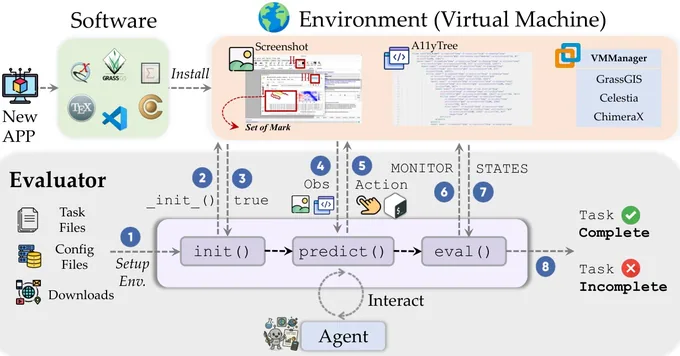 Software
Environment (Virtual Machine)
Screenshot
A11yTree
VMManager
GrassGIS
Celestia
ChimeraX
GRASS
TEX
Install
Set of Mark
New
APP
Evaluator
Task
Files
Config
Files
Downloads
1
Setup
Env.
2
3
_init_()
true
4
5
Obs
Action
MONITOR
STATES
6
7
init()
predict()
eval()
8
Task
Complete
Task
Incomplete
Interact
Agent